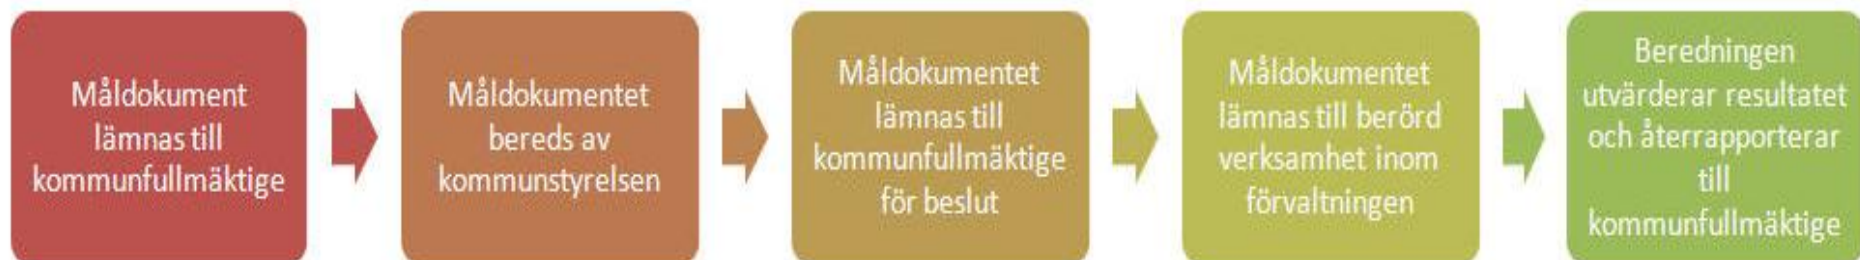 Måldokument
lämnas till
kommunfullmäktige
Måldokumentet
bereds av
kommunstyrelsen
Måldokumentet
lämnas till
kommunfullmäktige
för beslut
Måldokumentet
lämnas till berörd
verksamhet inom
förvaltningen
Beredningen
utvärderar resultatet
och återrapporterar
till
kommunfullmäktige